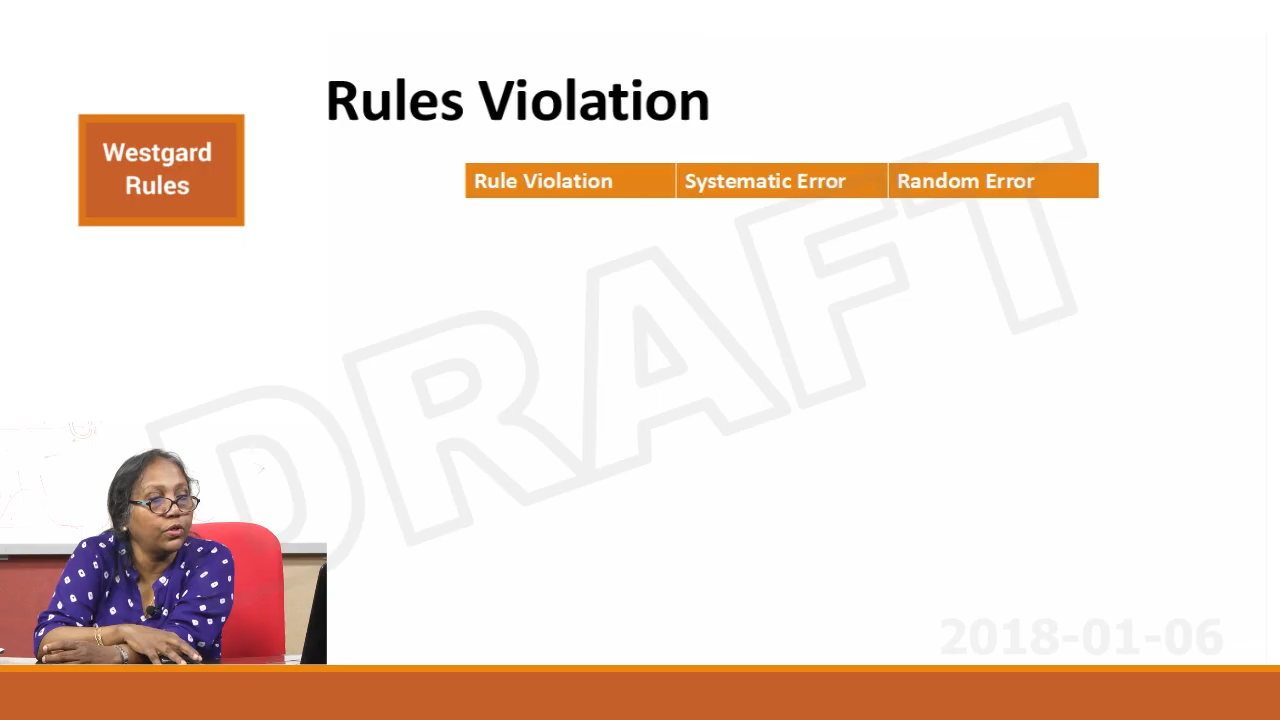 Rules Violation
Westgard
Rules
Rule Violation Systematic Error Random Error
DRAFT
2018-01-06